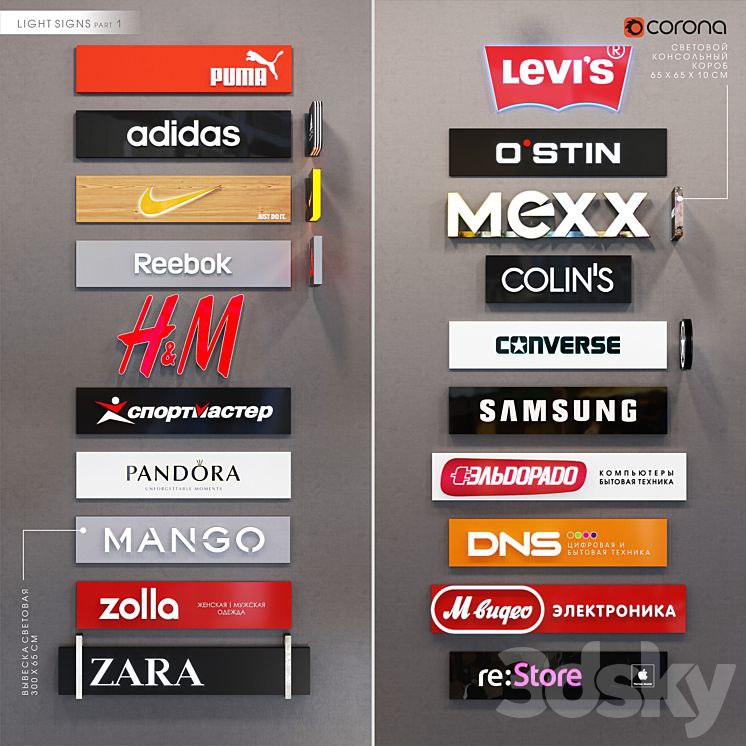 LIGHT SIGNS PART 1
PUMA
adidas
JUST DO IT.
Reebok
H&M
СПОРТМАСТЕР
PANDÓRA
UNFORGETTABLE MOMENTS
MANGO
zolla
ЖЕНСКАЯ | МУЖСКАЯ
ОДЕЖДА
ZARA
ВЫВЕСКА СВЕТОВАЯ
300 X 65 СМ
corona
СВЕТОВОЙ
КОНСОЛЬНЫЙ
КОРОБ
65 X 65 X 10 СМ
LEVI'S®
O'STIN
mexx
COLIN'S
CONVERSE
SAMSUNG
ЭЛЬДОРАДО
КОМПЬЮТЕРЫ
БЫТОВАЯ ТЕХНИКА
DNS
ЦИФРОВАЯ И
БЫТОВАЯ ТЕХНИКА
М.видео
ЭЛЕКТРОНИКА
re:Store
3dsky